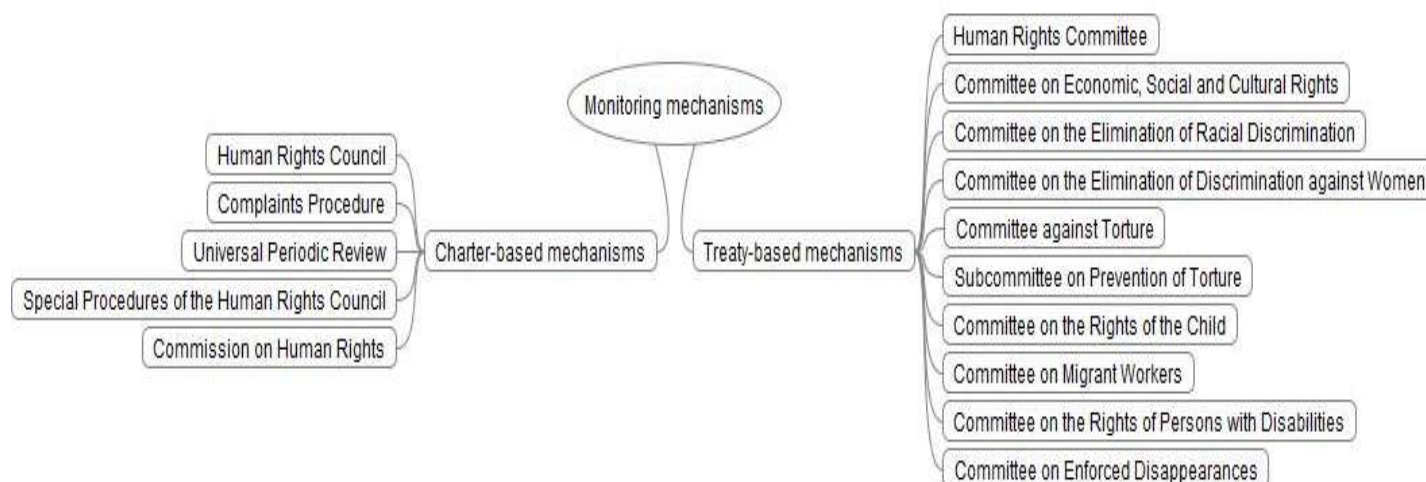 Monitoring mechanisms
Charter-based mechanisms
Human Rights Council
Complaints Procedure
Universal Periodic Review
Special Procedures of the Human Rights Council
Commission on Human Rights
Treaty-based mechanisms
Human Rights Committee
Committee on Economic, Social and Cultural Rights
Committee on the Elimination of Racial Discrimination
Committee on the Elimination of Discrimination against Women
Committee against Torture
Subcommittee on Prevention of Torture
Committee on the Rights of the Child
Committee on Migrant Workers
Committee on the Rights of Persons with Disabilities
Committee on Enforced Disappearances